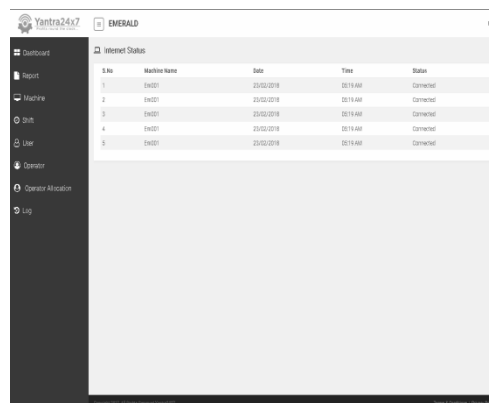 Yantra24x7
EMERALD
Dashboard
Report
Machine
Shift
User
Operator
Operator Allocation
Log
Internet Status
S.No Machine Name Date Time Status
1 Em001 23/02/2018 05:19 AM Connected
2 Em001 23/02/2018 05:19 AM Connected
3 Em001 23/02/2018 05:19 AM Connected
4 Em001 23/02/2018 05:19 AM Connected
5 Em001 23/02/2018 05:19 AM Connected